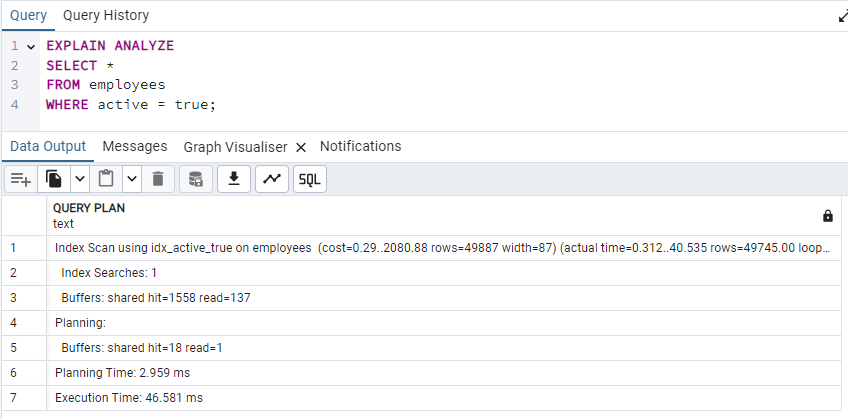 Query Query History
1 EXPLAIN ANALYZE
2 SELECT *
3 FROM employees
4 WHERE active = true;
Data Output Messages Graph Visualiser X Notifications
SQL
QUERY PLAN
text
1 Index Scan using idx_active_true on employees (cost=0.29..2080.88 rows=49887 width=87) (actual time=0.312..40.535 rows=49745.00 loop...
2 Index Searches: 1
3 Buffers: shared hit=1558 read=137
4 Planning:
5 Buffers: shared hit=18 read=1
6 Planning Time: 2.959 ms
7 Execution Time: 46.581 ms